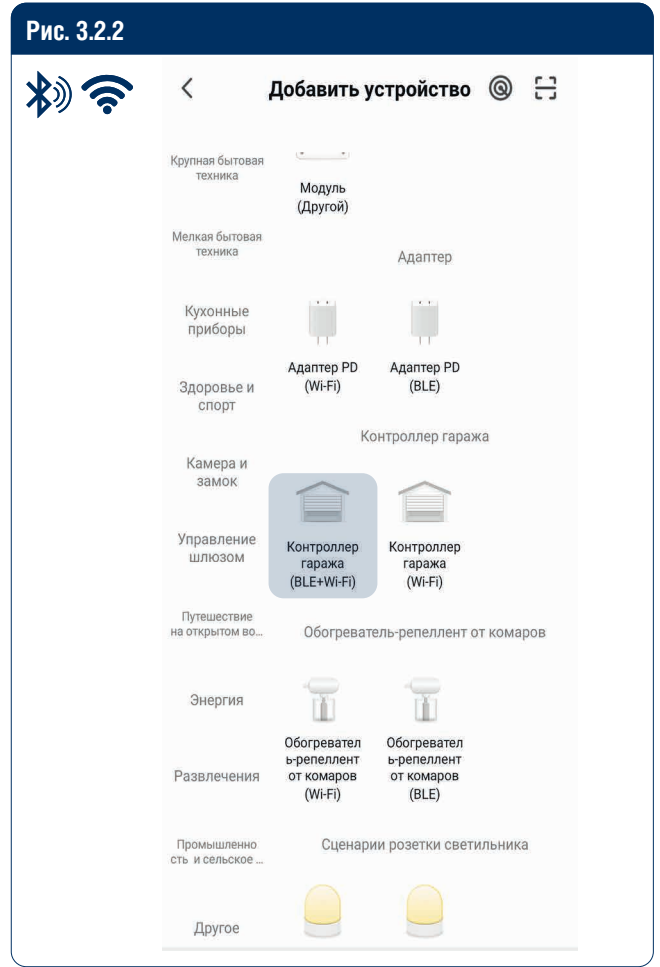 Рис. 3.2.2
Добавить устройство
Крупная бытовая
техника
Мелкая бытовая
техника
Кухонные
приборы
Здоровье и
спорт
Камера и
замок
Управление
шлюзом
Путешествие
на открытом во...
Энергия
Развлечения
Промышленно
сть и сельское ...
Другое
Модуль
(Другой)
Адаптер
Адаптер PD
(Wi-Fi)
Адаптер PD
(BLE)
Контроллер гаража
Контроллер
гаража
(BLE+Wi-Fi)
Контроллер
гаража
(Wi-Fi)
Обогреватель-репеллент от комаров
Обогревател
ь-репеллент
от комаров
(Wi-Fi)
Обогревател
ь-репеллент
от комаров
(BLE)
Сценарии розетки светильника